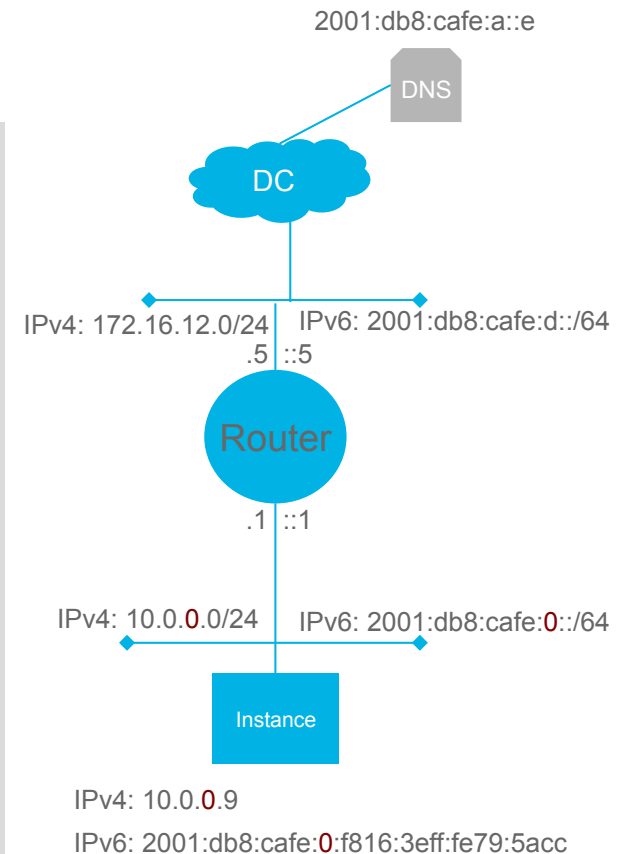 2001:db8:cafe:a::e
DNS
DC
IPv4: 172.16.12.0/24
IPv6: 2001:db8:cafe:d::/64
.5
::5
Router
.1
::1
IPv4: 10.0.0.0/24
IPv6: 2001:db8:cafe:0::/64
Instance
IPv4: 10.0.0.9
IPv6: 2001:db8:cafe:0:f816:3eff:fe79:5acc